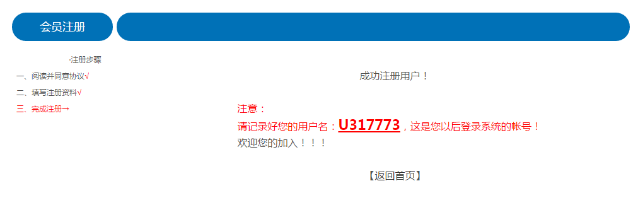 会员注册
·注册步骤
一、阅读并同意协议√
二、填写注册资料√
三、完成注册→
成功注册用户！
注意：
请记录好您的用户名：U317773，这是您以后登录系统的帐号！
欢迎您的加入！！！
【返回首页】